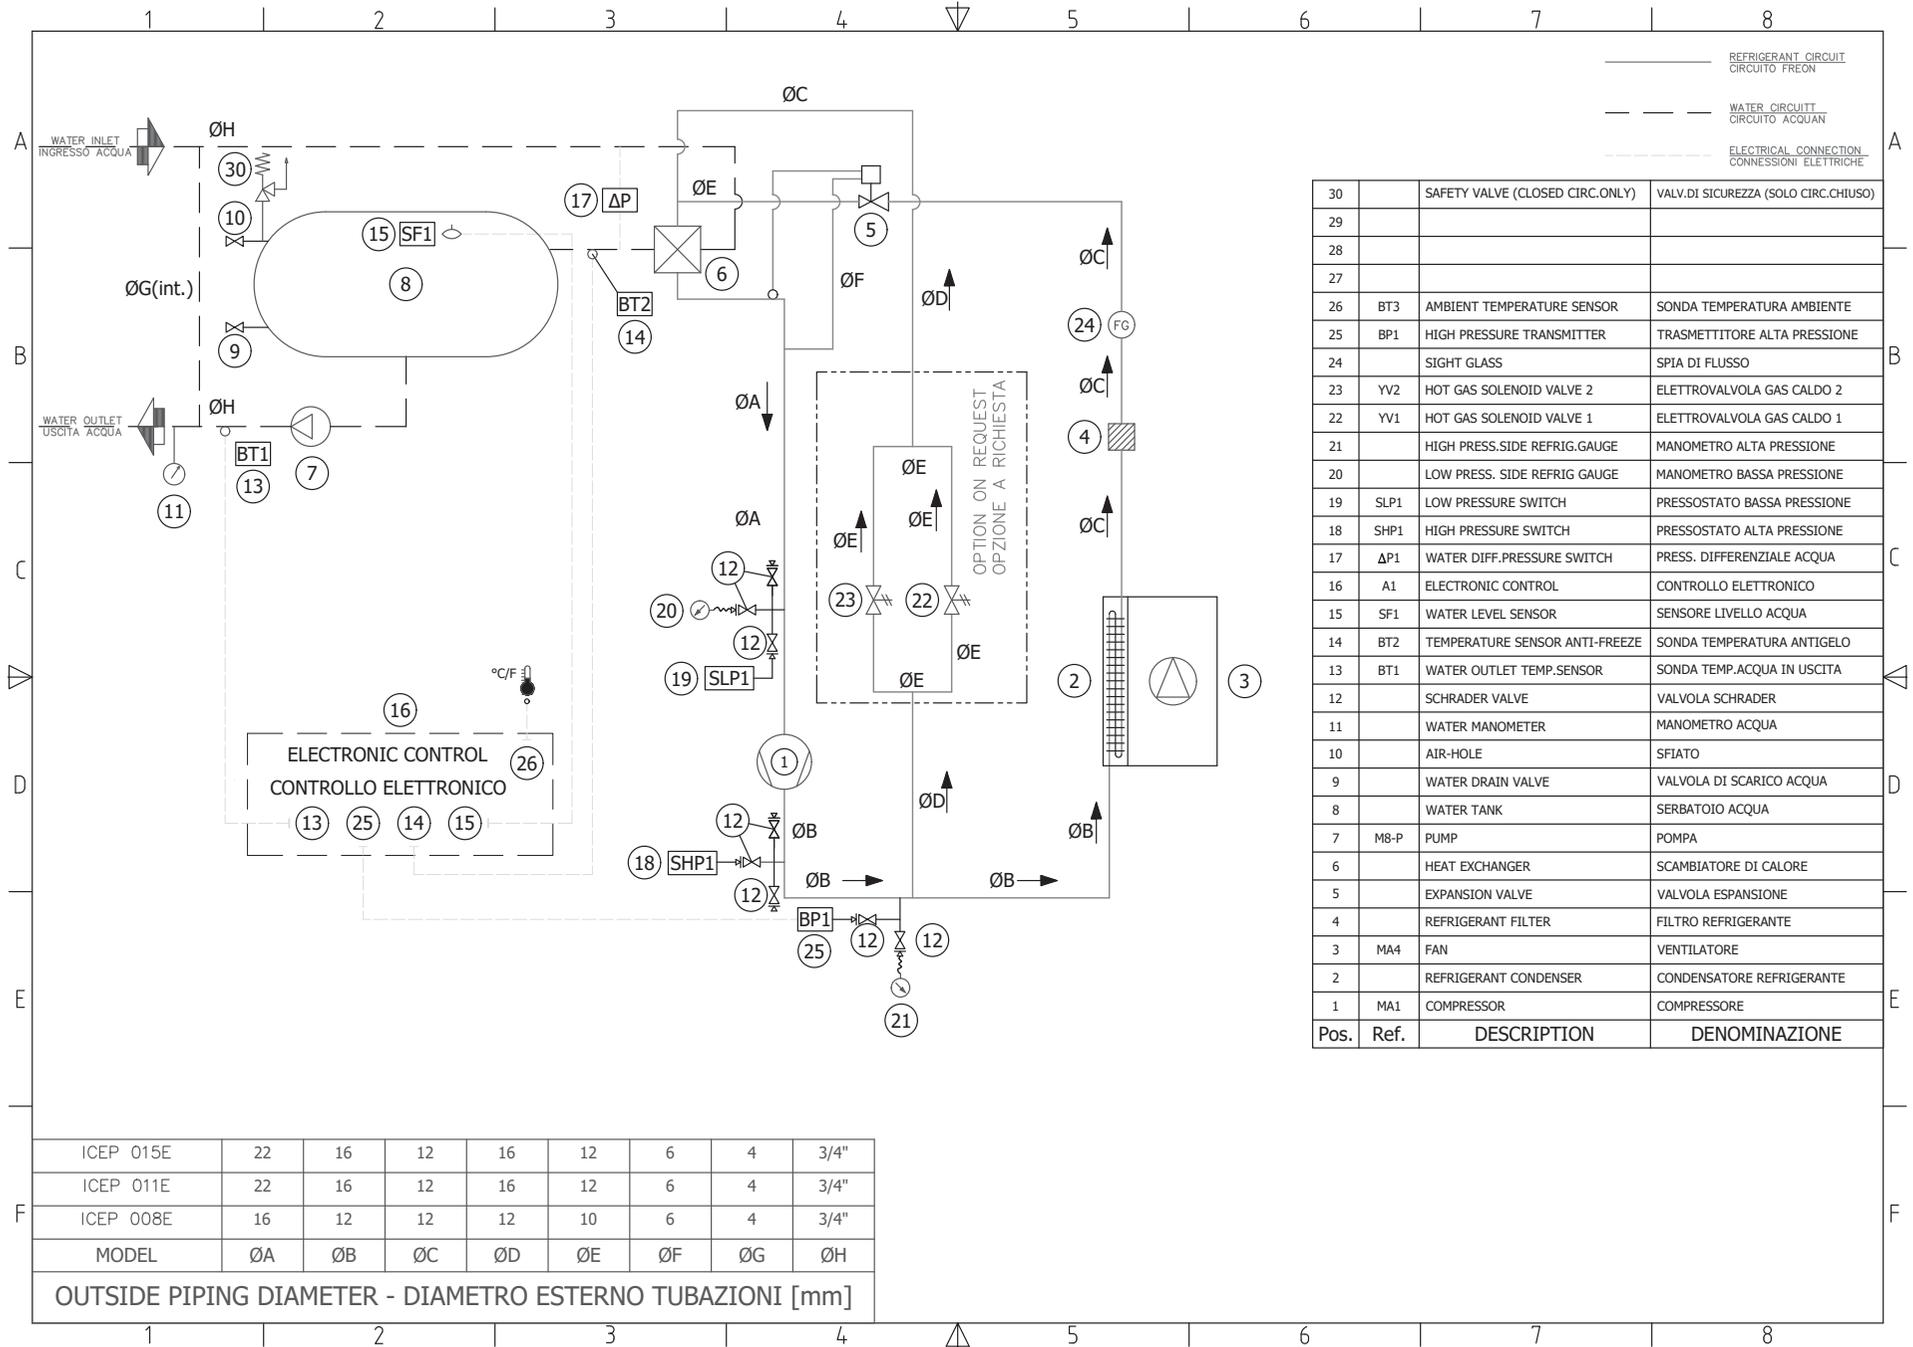 1 2 3 4 5 6 7 8
A
B
C
D
E
F
A
B
C
D
E
F
REFRIGERANT CIRCUIT
CIRCUITO FREON
WATER CIRCUITT
CIRCUITO ACQUAN
ELECTRICAL CONNECTION
CONNESSIONI ELETTRICHE
WATER INLET
INGRESSO ACQUA
ØH
30
10
15 SF1
8
ØG(int.)
9
WATER OUTLET
USCITA ACQUA
ØH
BT1
13
7
11
17 ΔP
BT2
14
6
ØC
ØE
5
ØF
ØD
ØC
24 FG
ØC
4
ØC
ØA
ØA
OPTION ON REQUEST
OPZIONE A RICHIESTA
ØE
ØE
ØE
23
22
ØE
ØE
12
20
12
19 SLP1
2
3
°C/F
16
ELECTRONIC CONTROL
26
CONTROLLO ELETTRONICO
13 25 14 15
1
ØD
12
ØB
ØB
18 SHP1
ØB
ØB
12
BP1
25
12
12
21
30 SAFETY VALVE (CLOSED CIRC.ONLY) VALV.DI SICUREZZA (SOLO CIRC.CHIUSO)
29
28
27
26 BT3 AMBIENT TEMPERATURE SENSOR SONDA TEMPERATURA AMBIENTE
25 BP1 HIGH PRESSURE TRANSMITTER TRASMETTITORE ALTA PRESSIONE
24 SIGHT GLASS SPIA DI FLUSSO
23 YV2 HOT GAS SOLENOID VALVE 2 ELETTROVALVOLA GAS CALDO 2
22 YV1 HOT GAS SOLENOID VALVE 1 ELETTROVALVOLA GAS CALDO 1
21 HIGH PRESS.SIDE REFRIG.GAUGE MANOMETRO ALTA PRESSIONE
20 LOW PRESS. SIDE REFRIG GAUGE MANOMETRO BASSA PRESSIONE
19 SLP1 LOW PRESSURE SWITCH PRESSOSTATO BASSA PRESSIONE
18 SHP1 HIGH PRESSURE SWITCH PRESSOSTATO ALTA PRESSIONE
17 ΔP1 WATER DIFF.PRESSURE SWITCH PRESS. DIFFERENZIALE ACQUA
16 A1 ELECTRONIC CONTROL CONTROLLO ELETTRONICO
15 SF1 WATER LEVEL SENSOR SENSORE LIVELLO ACQUA
14 BT2 TEMPERATURE SENSOR ANTI-FREEZE SONDA TEMPERATURA ANTIGELO
13 BT1 WATER OUTLET TEMP.SENSOR SONDA TEMP.ACQUA IN USCITA
12 SCHRADER VALVE VALVOLA SCHRADER
11 WATER MANOMETER MANOMETRO ACQUA
10 AIR-HOLE SFIATO
9 WATER DRAIN VALVE VALVOLA DI SCARICO ACQUA
8 WATER TANK SERBATOIO ACQUA
7 M8-P PUMP POMPA
6 HEAT EXCHANGER SCAMBIATORE DI CALORE
5 EXPANSION VALVE VALVOLA ESPANSIONE
4 REFRIGERANT FILTER FILTRO REFRIGERANTE
3 MA4 FAN VENTILATORE
2 REFRIGERANT CONDENSER CONDENSATORE REFRIGERANTE
1 MA1 COMPRESSOR COMPRESSORE
Pos. Ref. DESCRIPTION DENOMINAZIONE
ICEP 015E 22 16 12 16 12 6 4 3/4"
ICEP 011E 22 16 12 16 12 6 4 3/4"
ICEP 008E 16 12 12 12 10 6 4 3/4"
MODEL ØA ØB ØC ØD ØE ØF ØG ØH
OUTSIDE PIPING DIAMETER - DIAMETRO ESTERNO TUBAZIONI [mm]
1 2 3 4 5 6 7 8